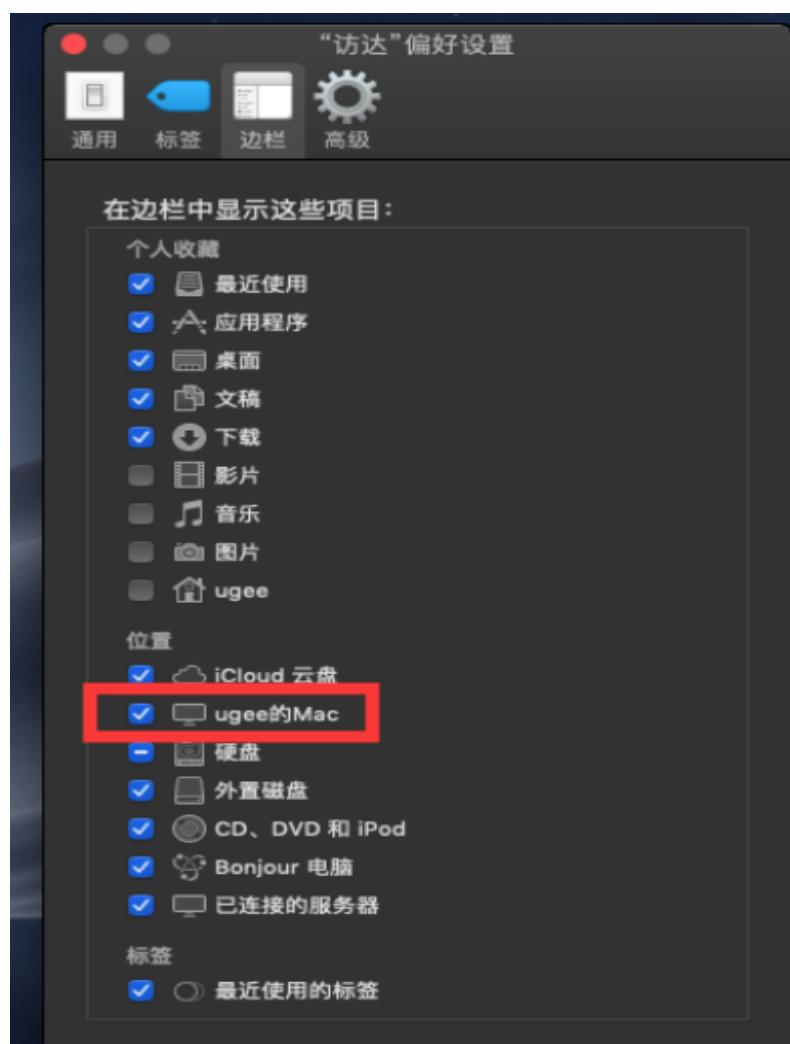 “访达”偏好设置
通用 标签 边栏 高级
在边栏中显示这些项目：
个人收藏
最近使用
应用程序
桌面
文稿
下载
影片
音乐
图片
ugee
位置
iCloud 云盘
ugee的Mac
硬盘
外置磁盘
CD、DVD 和 iPod
Bonjour 电脑
已连接的服务器
标签
最近使用的标签